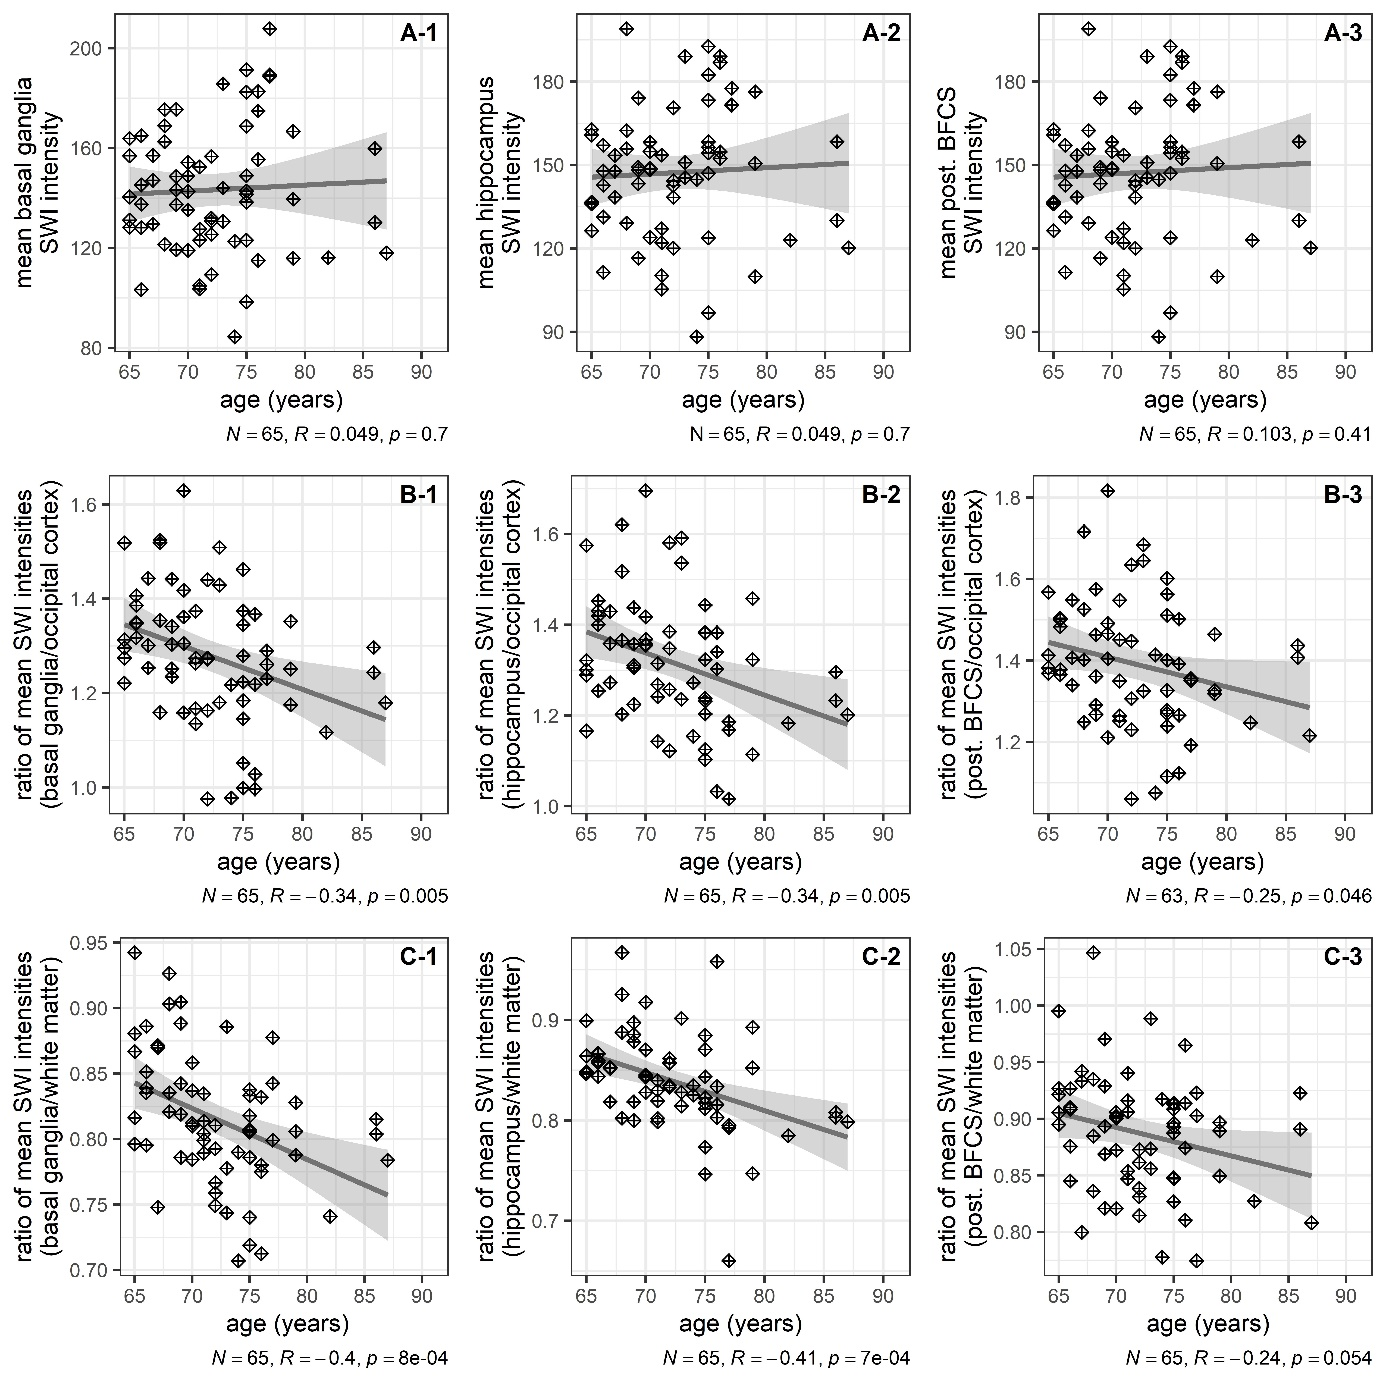 A-1
mean basal ganglia
SWI intensity
200
160
120
80
65 70 75 80 85 90
age (years)
N = 65, R = 0.049, p = 0.7
A-2
mean hippocampus
SWI intensity
180
150
120
90
65 70 75 80 85 90
age (years)
N = 65, R = 0.049, p = 0.7
A-3
mean post. BFCS
SWI intensity
180
150
120
90
65 70 75 80 85 90
age (years)
N = 65, R = 0.103, p = 0.41
B-1
ratio of mean SWI intensities
(basal ganglia/occipital cortex)
1.6
1.4
1.2
1.0
65 70 75 80 85 90
age (years)
N = 65, R = −0.34, p = 0.005
B-2
ratio of mean SWI intensities
(hippocampus/occipital cortex)
1.6
1.4
1.2
1.0
65 70 75 80 85 90
age (years)
N = 65, R = −0.34, p = 0.005
B-3
ratio of mean SWI intensities
(post. BFCS/occipital cortex)
1.8
1.6
1.4
1.2
65 70 75 80 85 90
age (years)
N = 63, R = −0.25, p = 0.046
C-1
ratio of mean SWI intensities
(basal ganglia/white matter)
0.95
0.90
0.85
0.80
0.75
0.70
65 70 75 80 85 90
age (years)
N = 65, R = −0.4, p = 8e-04
C-2
ratio of mean SWI intensities
(hippocampus/white matter)
0.9
0.8
0.7
65 70 75 80 85 90
age (years)
N = 65, R = −0.41, p = 7e-04
C-3
ratio of mean SWI intensities
(post. BFCS/white matter)
1.05
1.00
0.95
0.90
0.85
0.80
65 70 75 80 85 90
age (years)
N = 65, R = −0.24, p = 0.054